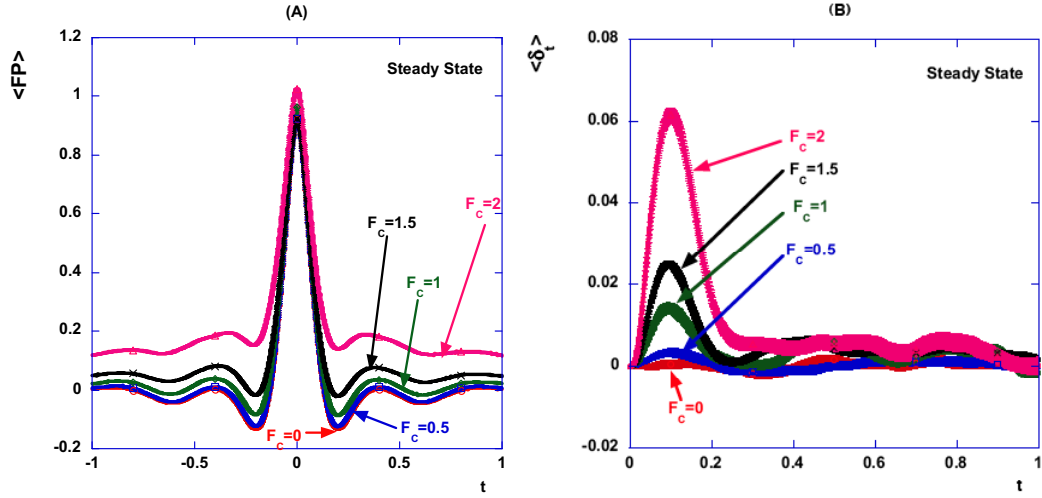 (A)
<FP>
1.2
1
0.8
0.6
0.4
0.2
0
-0.2
-1
-0.5
0
0.5
1
t
Steady State
F_c=2
F_c=1.5
F_c=1
F_c=0.5
F_c=0
(B)
<δ_t>
0.08
0.06
0.04
0.02
0
-0.02
0
0.2
0.4
0.6
0.8
1
t
Steady State
F_c=2
F_c=1.5
F_c=1
F_c=0.5
F_c=0